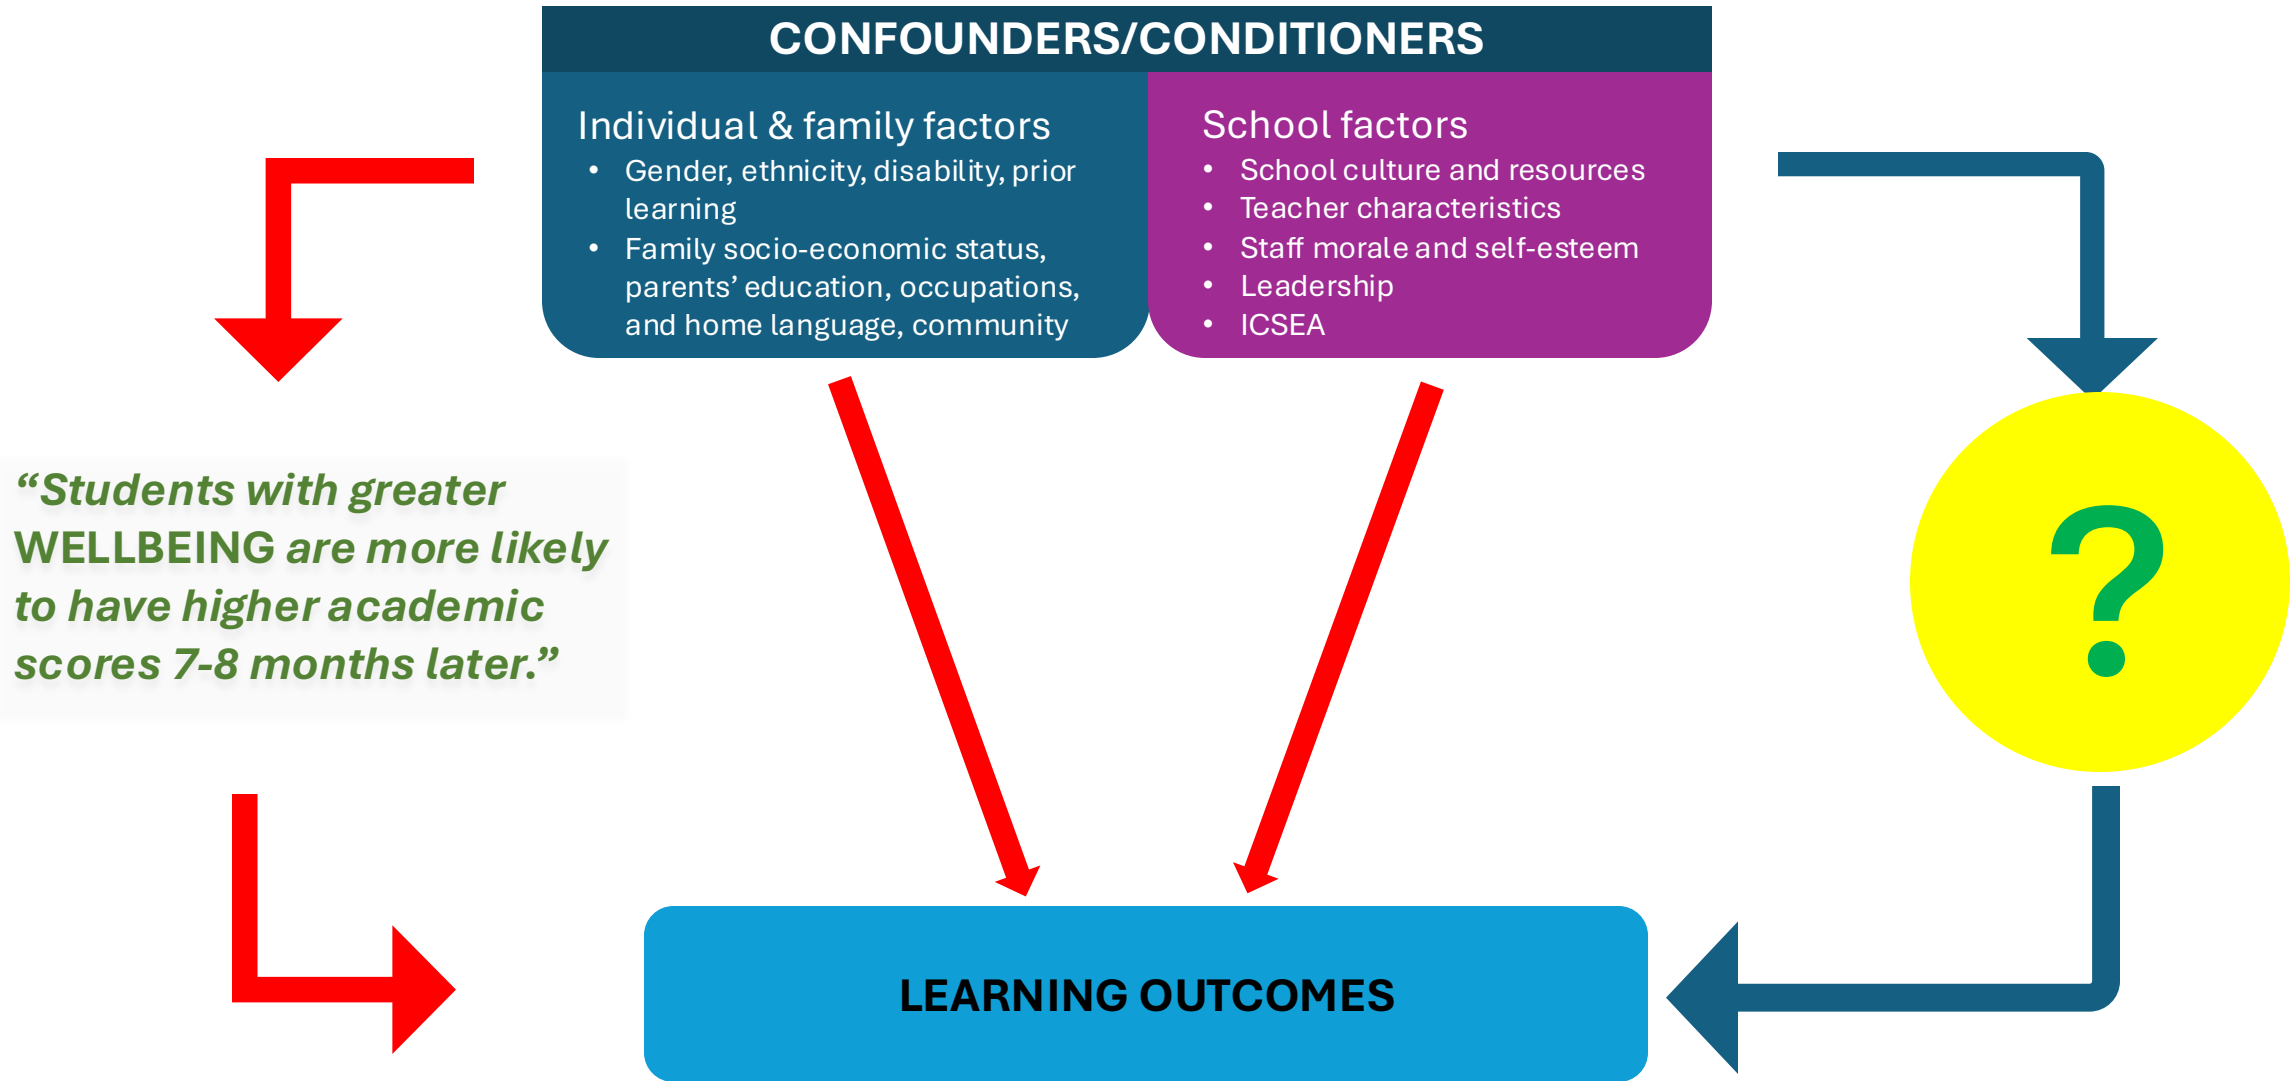 CONFOUNDERS/CONDITIONERS
Individual & family factors
• Gender, ethnicity, disability, prior
learning
• Family socio-economic status,
parents’ education, occupations,
and home language, community
School factors
• School culture and resources
• Teacher characteristics
• Staff morale and self-esteem
• Leadership
• ICSEA
“Students with greater
WELLBEING are more likely
to have higher academic
scores 7-8 months later.”
?
LEARNING OUTCOMES